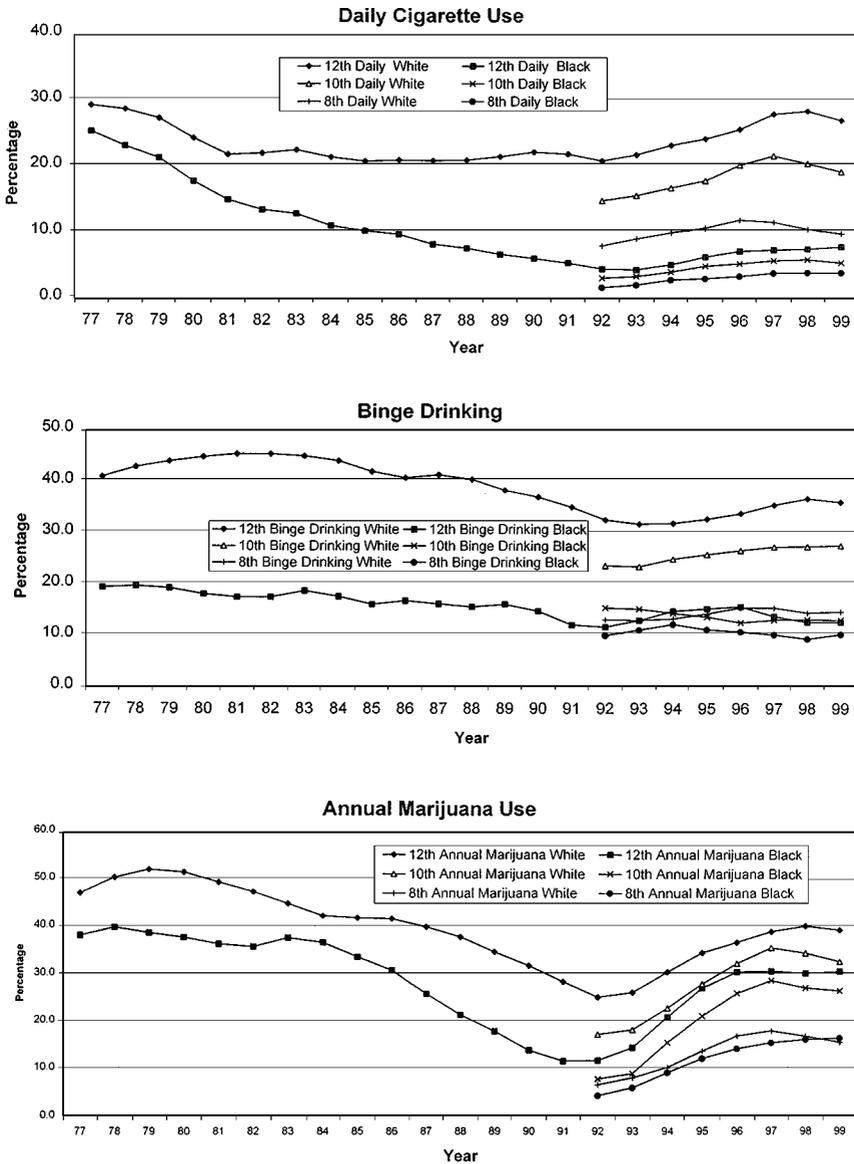 Daily Cigarette Use
40.0
30.0
20.0
10.0
0.0
Percentage
12th Daily White 12th Daily Black
10th Daily White 10th Daily Black
8th Daily White 8th Daily Black
77 78 79 80 81 82 83 84 85 86 87 88 89 90 91 92 93 94 95 96 97 98 99
Year
Binge Drinking
50.0
40.0
30.0
20.0
10.0
0.0
Percentage
12th Binge Drinking White 12th Binge Drinking Black
10th Binge Drinking White 10th Binge Drinking Black
8th Binge Drinking White 8th Binge Drinking Black
77 78 79 80 81 82 83 84 85 86 87 88 89 90 91 92 93 94 95 96 97 98 99
Year
Annual Marijuana Use
60.0
50.0
40.0
30.0
20.0
10.0
0.0
Percentage
12th Annual Marijuana White 12th Annual Marijuana Black
10th Annual Marijuana White 10th Annual Marijuana Black
8th Annual Marijuana White 8th Annual Marijuana Black
77 78 79 80 81 82 83 84 85 86 87 88 89 90 91 92 93 94 95 96 97 98 99
Year